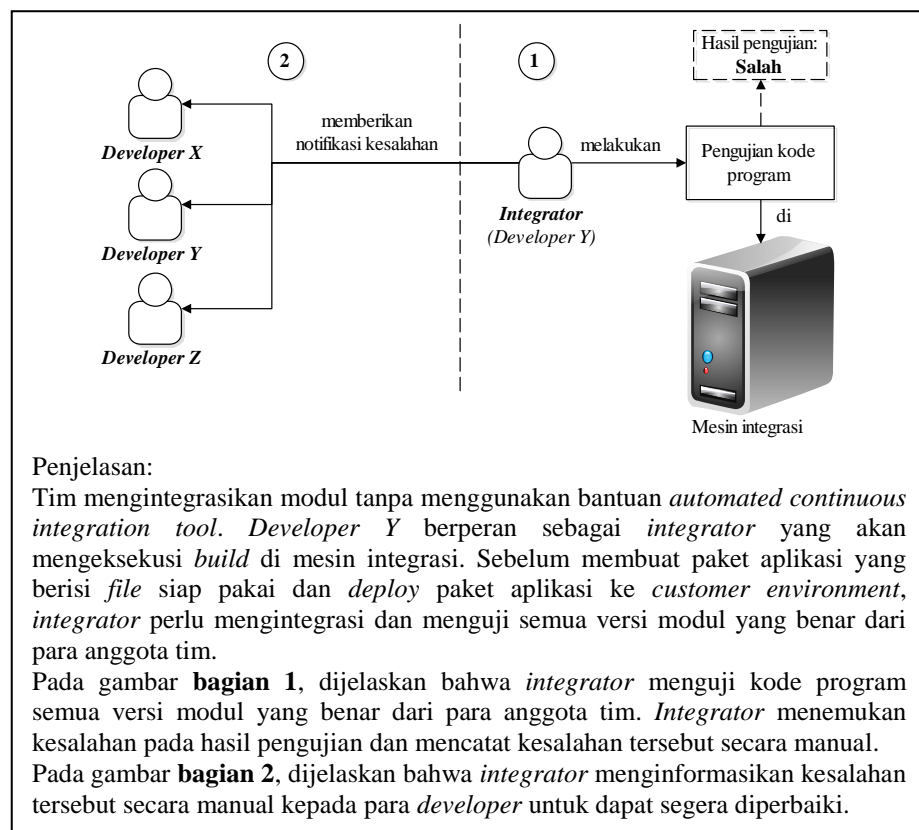 2
1
Hasil pengujian:
Salah
memberikan
notifikasi kesalahan
melakukan
Pengujian kode
program
Developer X
Integrator
(Developer Y)
di
Developer Y
Developer Z
Mesin integrasi
Penjelasan:
Tim mengintegrasikan modul tanpa menggunakan bantuan automated continuous
integration tool. Developer Y berperan sebagai integrator yang akan
mengeksekusi build di mesin integrasi. Sebelum membuat paket aplikasi yang
berisi file siap pakai dan deploy paket aplikasi ke customer environment,
integrator perlu mengintegrasi dan menguji semua versi modul yang benar dari
para anggota tim.
Pada gambar bagian 1, dijelaskan bahwa integrator menguji kode program
semua versi modul yang benar dari para anggota tim. Integrator menemukan
kesalahan pada hasil pengujian dan mencatat kesalahan tersebut secara manual.
Pada gambar bagian 2, dijelaskan bahwa integrator menginformasikan kesalahan
tersebut secara manual kepada para developer untuk dapat segera diperbaiki.